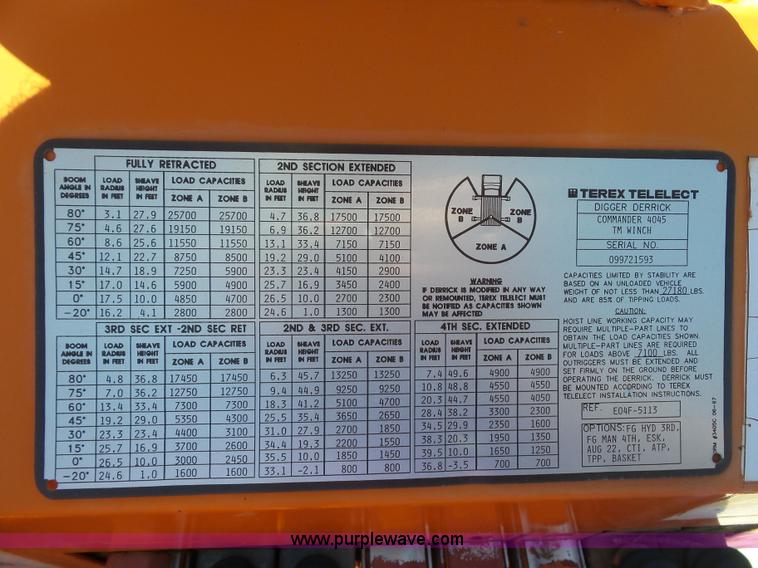 FULLY RETRACTED
BOOM ANGLE IN DEGREES LOAD RADIUS IN FEET SHEAVE HEIGHT IN FEET LOAD CAPACITIES
ZONE A ZONE B
80° 3.1 27.9 25700 25700
75° 4.6 27.6 19150 19150
60° 8.6 25.6 11550 11550
45° 12.1 22.7 8750 8500
30° 14.7 18.9 7250 5900
15° 17.0 14.6 5900 4900
0° 17.5 10.0 4850 4700
-20° 16.2 4.1 2800 2800
2ND SECTION EXTENDED
LOAD RADIUS IN FEET SHEAVE HEIGHT IN FEET LOAD CAPACITIES
ZONE A ZONE B
4.7 36.8 17500 17500
6.9 36.2 12700 12700
13.1 33.4 7150 7150
19.2 29.0 5100 4100
23.3 23.4 4150 2900
25.7 16.9 3450 2400
26.5 10.0 2700 2300
24.6 1.0 1300 1300
ZONE B ZONE B
ZONE A
WARNING
IF DERRICK IS MODIFIED IN ANY WAY
OR REMOUNTED, TEREX TELELECT MUST
BE NOTIFIED AS CAPACITIES SHOWN
MAY BE AFFECTED
3RD SEC EXT -2ND SEC RET
BOOM ANGLE IN DEGREES LOAD RADIUS IN FEET SHEAVE HEIGHT IN FEET LOAD CAPACITIES
ZONE A ZONE B
80° 4.8 36.8 17450 17450
75° 7.0 36.2 12750 12750
60° 13.4 33.4 7300 7300
45° 19.2 29.0 5350 4300
30° 23.3 23.4 4400 3100
15° 25.7 16.9 3700 2600
0° 26.5 10.0 3000 2450
-20° 24.6 1.0 1600 1600
2ND & 3RD SEC. EXT.
LOAD RADIUS IN FEET SHEAVE HEIGHT IN FEET LOAD CAPACITIES
ZONE A ZONE B
6.3 45.7 13250 13250
9.4 44.9 9250 9250
18.3 41.2 5100 4700
25.5 35.4 3650 2650
31.0 27.9 2700 1850
34.4 19.3 2200 1550
35.5 10.0 1850 1450
33.1 -2.1 800 800
4TH SEC. EXTENDED
LOAD RADIUS IN FEET SHEAVE HEIGHT IN FEET LOAD CAPACITIES
ZONE A ZONE B
7.4 49.6 4900 4900
10.8 48.8 4550 4550
20.3 44.7 4050 4050
28.4 38.2 3300 2300
34.5 29.9 2350 1600
38.3 20.3 1950 1350
39.5 10.0 1650 1250
36.8 -3.5 700 700
TEREX TELELECT
DIGGER DERRICK
COMMANDER 4045
TM WINCH
SERIAL NO.
099721593
CAPACITIES LIMITED BY STABILITY ARE
BASED ON AN UNLOADED VEHICLE
WEIGHT OF NOT LESS THAN 27180 LBS.
AND ARE 85% OF TIPPING LOADS.
CAUTION:
HOIST LINE WORKING CAPACITY MAY
REQUIRE MULTIPLE-PART LINES TO
OBTAIN THE LOAD CAPACITIES SHOWN.
MULTIPLE-PART LINES ARE REQUIRED
FOR LOADS ABOVE 7100 LBS. ALL
OUTRIGGERS MUST BE EXTENDED AND
SET FIRMLY ON THE GROUND BEFORE
OPERATING THE DERRICK. DERRICK MUST
BE MOUNTED ACCORDING TO TEREX
TELELECT INSTALLATION INSTRUCTIONS.
REF. E04F-5113
OPTIONS: FG HYD 3RD,
FG MAN 4TH, ESK,
AUG 22, CTI, ATP,
TPP, BASKET
www.purplewave.com